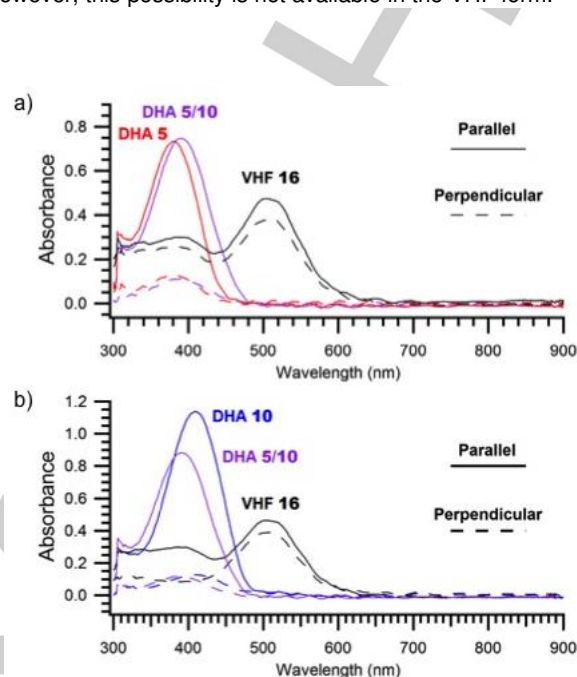 owever, this possibility is not available in the VHF form.
a)
DHA 5/10
DHA 5
VHF 16
Parallel
Perpendicular
Absorbance
0.8
0.6
0.4
0.2
0.0
300 400 500 600 700 800 900
Wavelength (nm)
b)
DHA 10
DHA 5/10
VHF 16
Parallel
Perpendicular
Absorbance
1.2
1.0
0.8
0.6
0.4
0.2
0.0
300 400 500 600 700 800 900
Wavelength (nm)